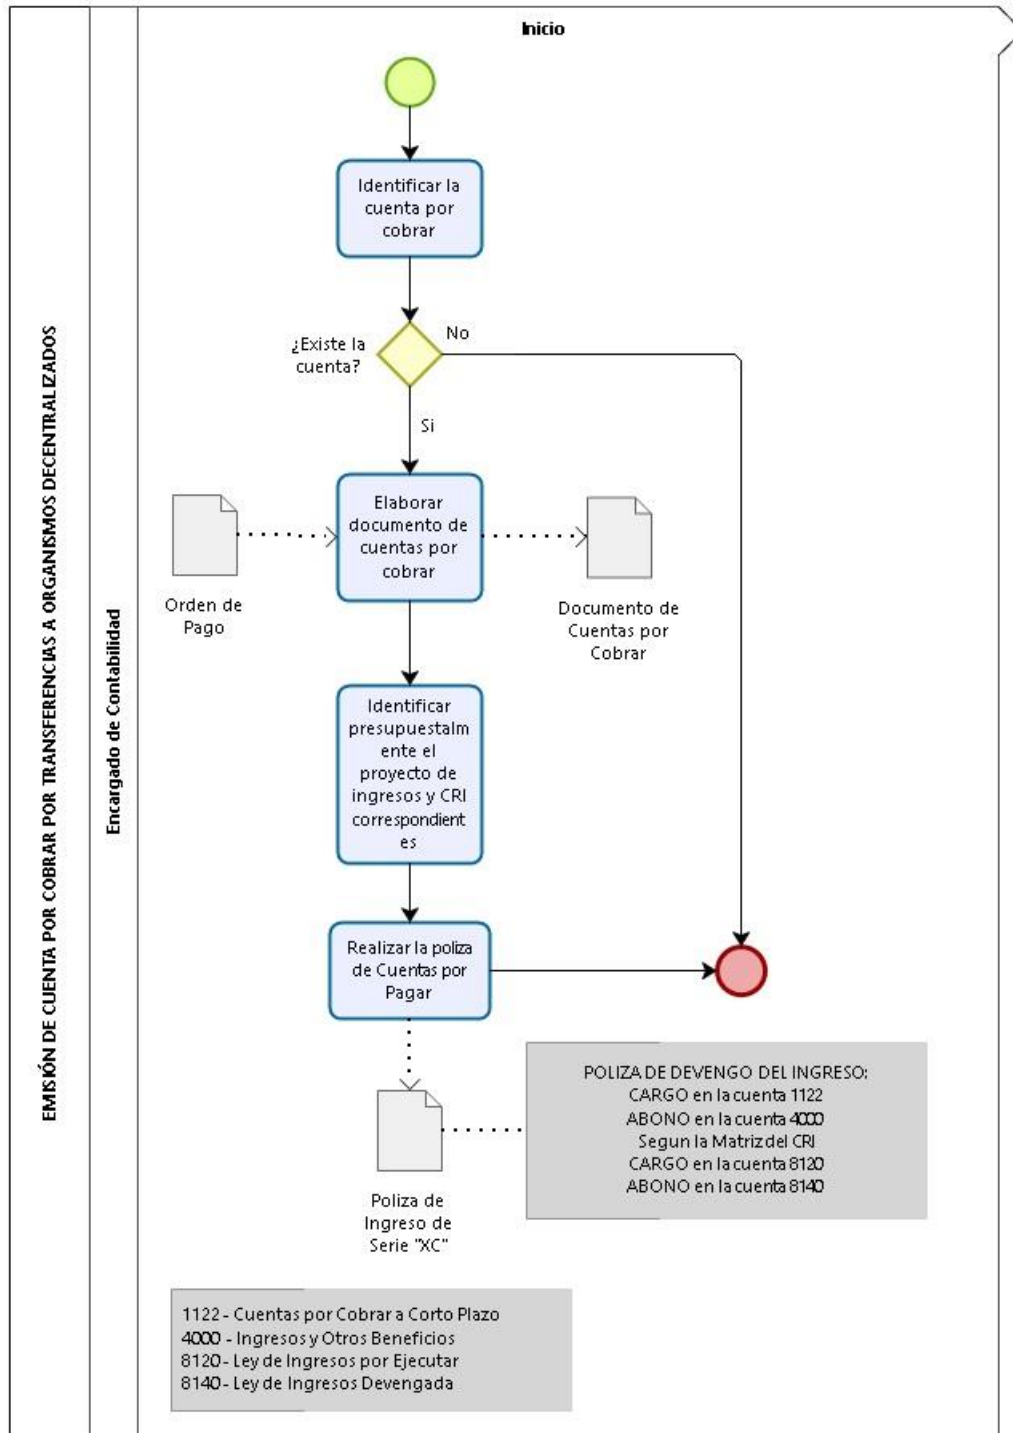 Inicio
EMISIÓN DE CUENTA POR COBRAR POR TRANSFERENCIAS A ORGANISMOS DECENTRALIZADOS
Encargado de Contabilidad
Identificar la
cuenta por
cobrar
¿Existe la
cuenta?
No
Si
Elaborar
documento de
cuentas por
cobrar
Orden de
Pago
Documento de
Cuentas por
Cobrar
Identificar
presupuestalm
ente el
proyecto de
ingresos y CRI
correspondient
es
Realizar la poliza
de Cuentas por
Pagar
POLIZA DE DEVENGO DEL INGRESO:
CARGO en la cuenta 1122
ABONO en la cuenta 4000
Segun la Matriz del CRI
CARGO en la cuenta 8120
ABONO en la cuenta 8140
Poliza de
Ingreso de
Serie "XC"
1122 - Cuentas por Cobrar a Corto Plazo
4000 - Ingresos y Otros Beneficios
8120 - Ley de Ingresos por Ejecutar
8140 - Ley de Ingresos Devengada